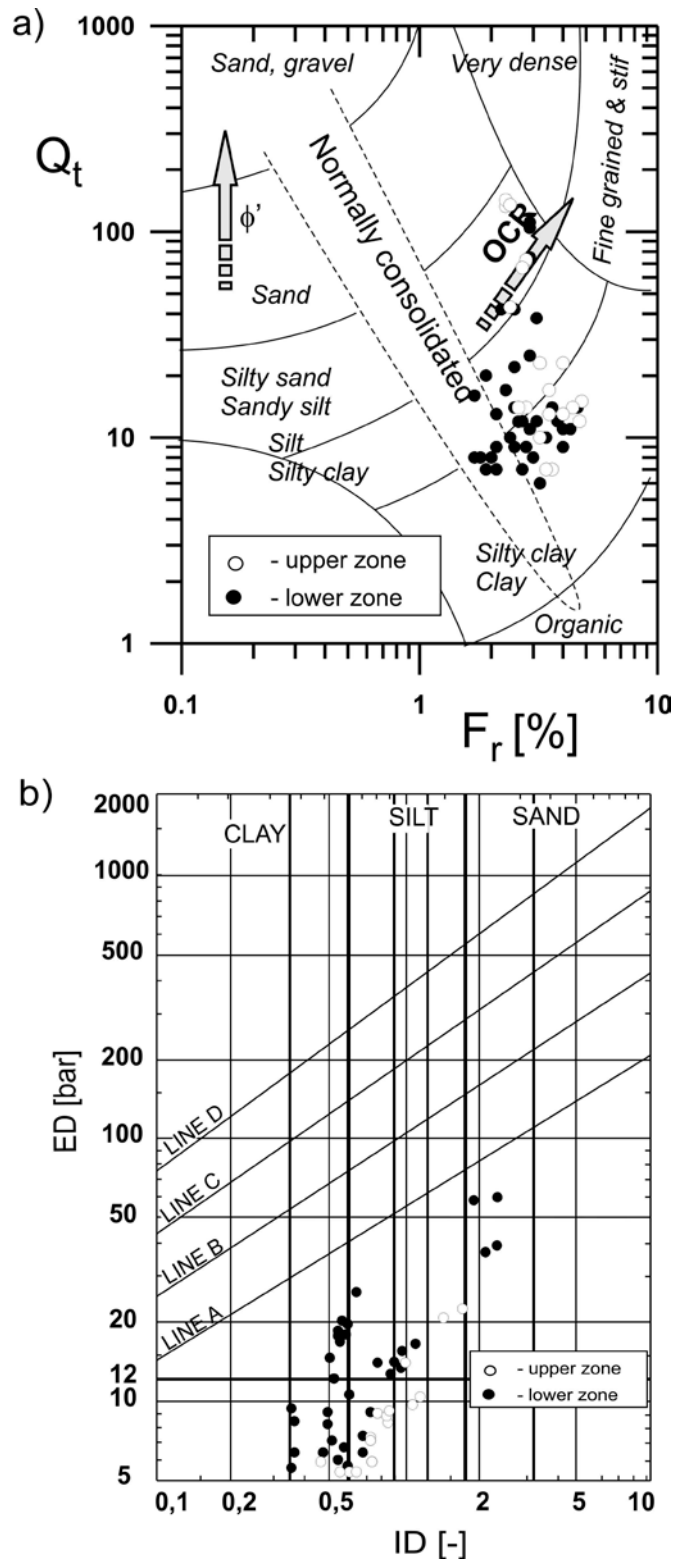 a)
1000
100
10
1
Q_t
Sand, gravel
Very dense
Fine grained & stif
Normally consolidated
OCR
ϕ'
Sand
Silty sand
Sandy silt
Silt
Silty clay
Silty clay
Clay
Organic
- upper zone
- lower zone
0.1
1
10
F_r [%]
b)
2000
1000
500
200
100
50
20
12
10
5
ED [bar]
CLAY
SILT
SAND
LINE D
LINE C
LINE B
LINE A
- upper zone
- lower zone
0,1
0,2
0,5
2
5
10
ID [-]